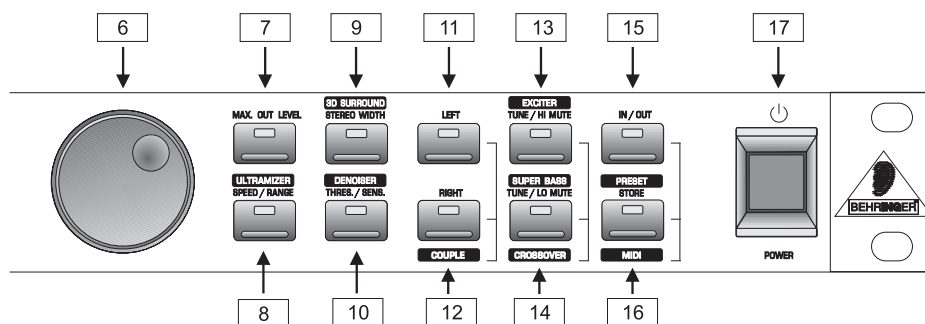 6 7 9 11 13 15 17
3D SURROUND EXCITER
MAX. OUT LEVEL STEREO WIDTH LEFT TUNE / HI MUTE IN / OUT
ULTRAMIZER DENOISER SUPER BASS PRESET
SPEED / RANGE THRES. / SENS. RIGHT TUNE / LO MUTE STORE
BEHRINGER
COUPLE CROSSOVER MIDI POWER
8 10 12 14 16